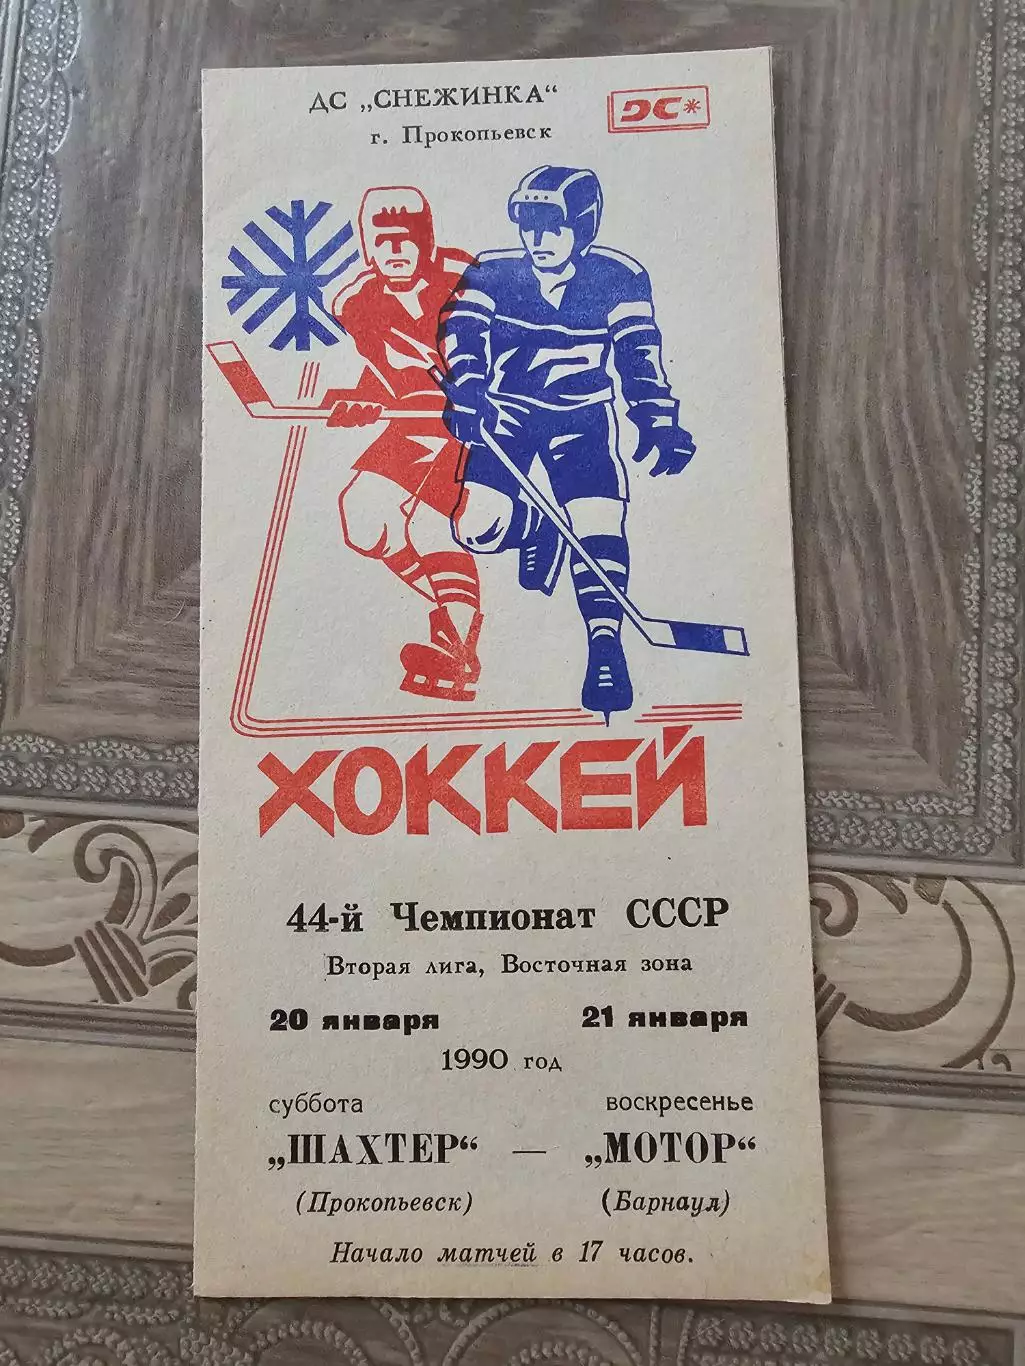 ДС „СНЕЖИНКА“
г. Прокопьевск
ДС*
ХОККЕЙ
44-й Чемпионат СССР
Вторая лига, Восточная зона
20 января 21 января
1990 год
суббота воскресенье
„ШАХТЕР“ — „МОТОР“
(Прокопьевск) (Барнаул)
Начало матчей в 17 часов.